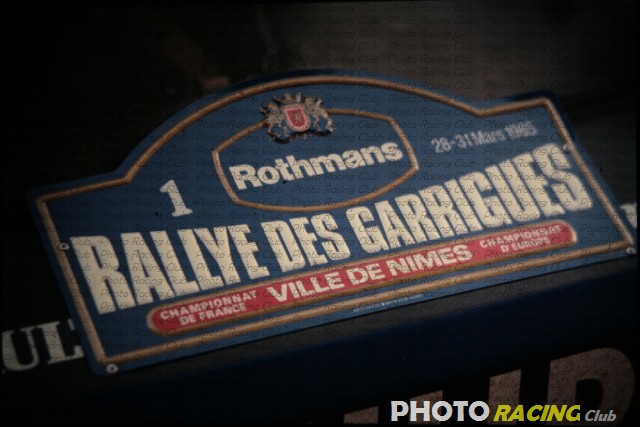 28-31 Mars 1985
Rothmans
1
RALLYE DES GARRIGUES
CHAMPIONNAT DE FRANCE
VILLE DE NIMES
CHAMPIONNAT D'EUROPE
ULT
PHOTO RACING Club